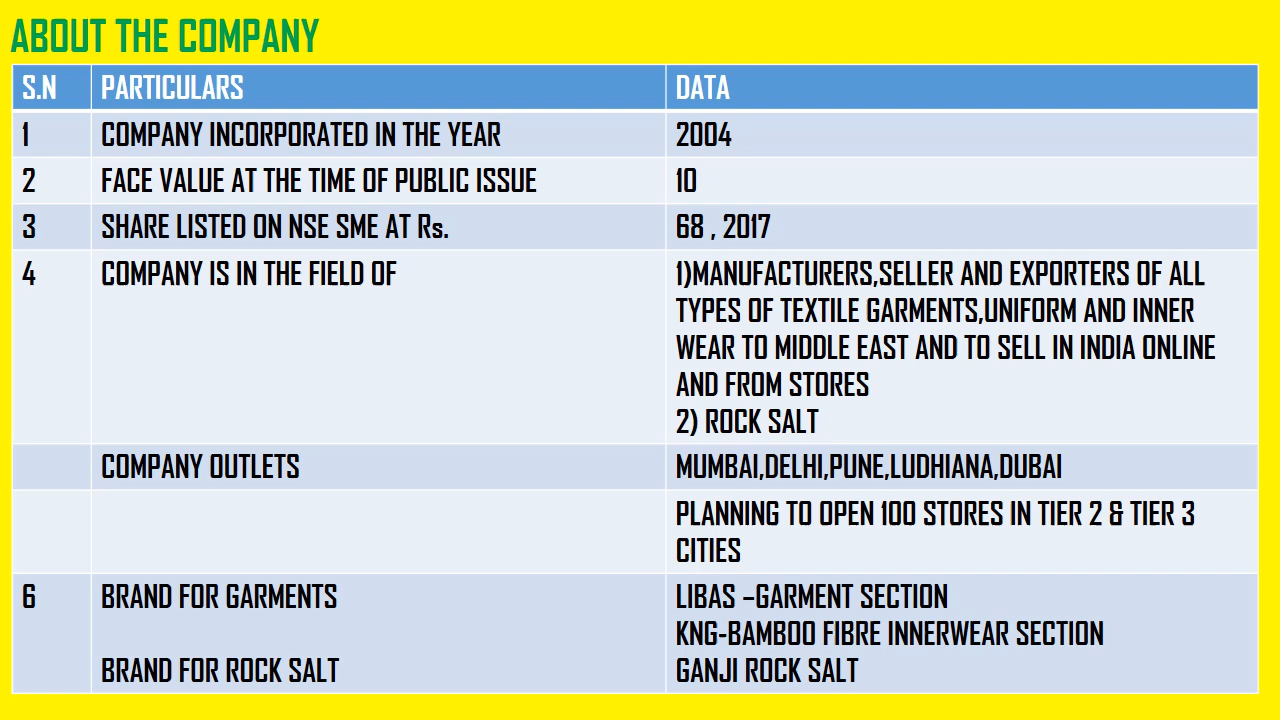 ABOUT THE COMPANY
S.N PARTICULARS DATA
1 COMPANY INCORPORATED IN THE YEAR 2004
2 FACE VALUE AT THE TIME OF PUBLIC ISSUE 10
3 SHARE LISTED ON NSE SME AT Rs. 68 , 2017
4 COMPANY IS IN THE FIELD OF 1)MANUFACTURERS,SELLER AND EXPORTERS OF ALL
TYPES OF TEXTILE GARMENTS,UNIFORM AND INNER
WEAR TO MIDDLE EAST AND TO SELL IN INDIA ONLINE
AND FROM STORES
2) ROCK SALT
COMPANY OUTLETS MUMBAI,DELHI,PUNE,LUDHIANA,DUBAI
PLANNING TO OPEN 100 STORES IN TIER 2 & TIER 3
CITIES
6 BRAND FOR GARMENTS LIBAS –GARMENT SECTION
KNG-BAMBOO FIBRE INNERWEAR SECTION
BRAND FOR ROCK SALT GANJI ROCK SALT